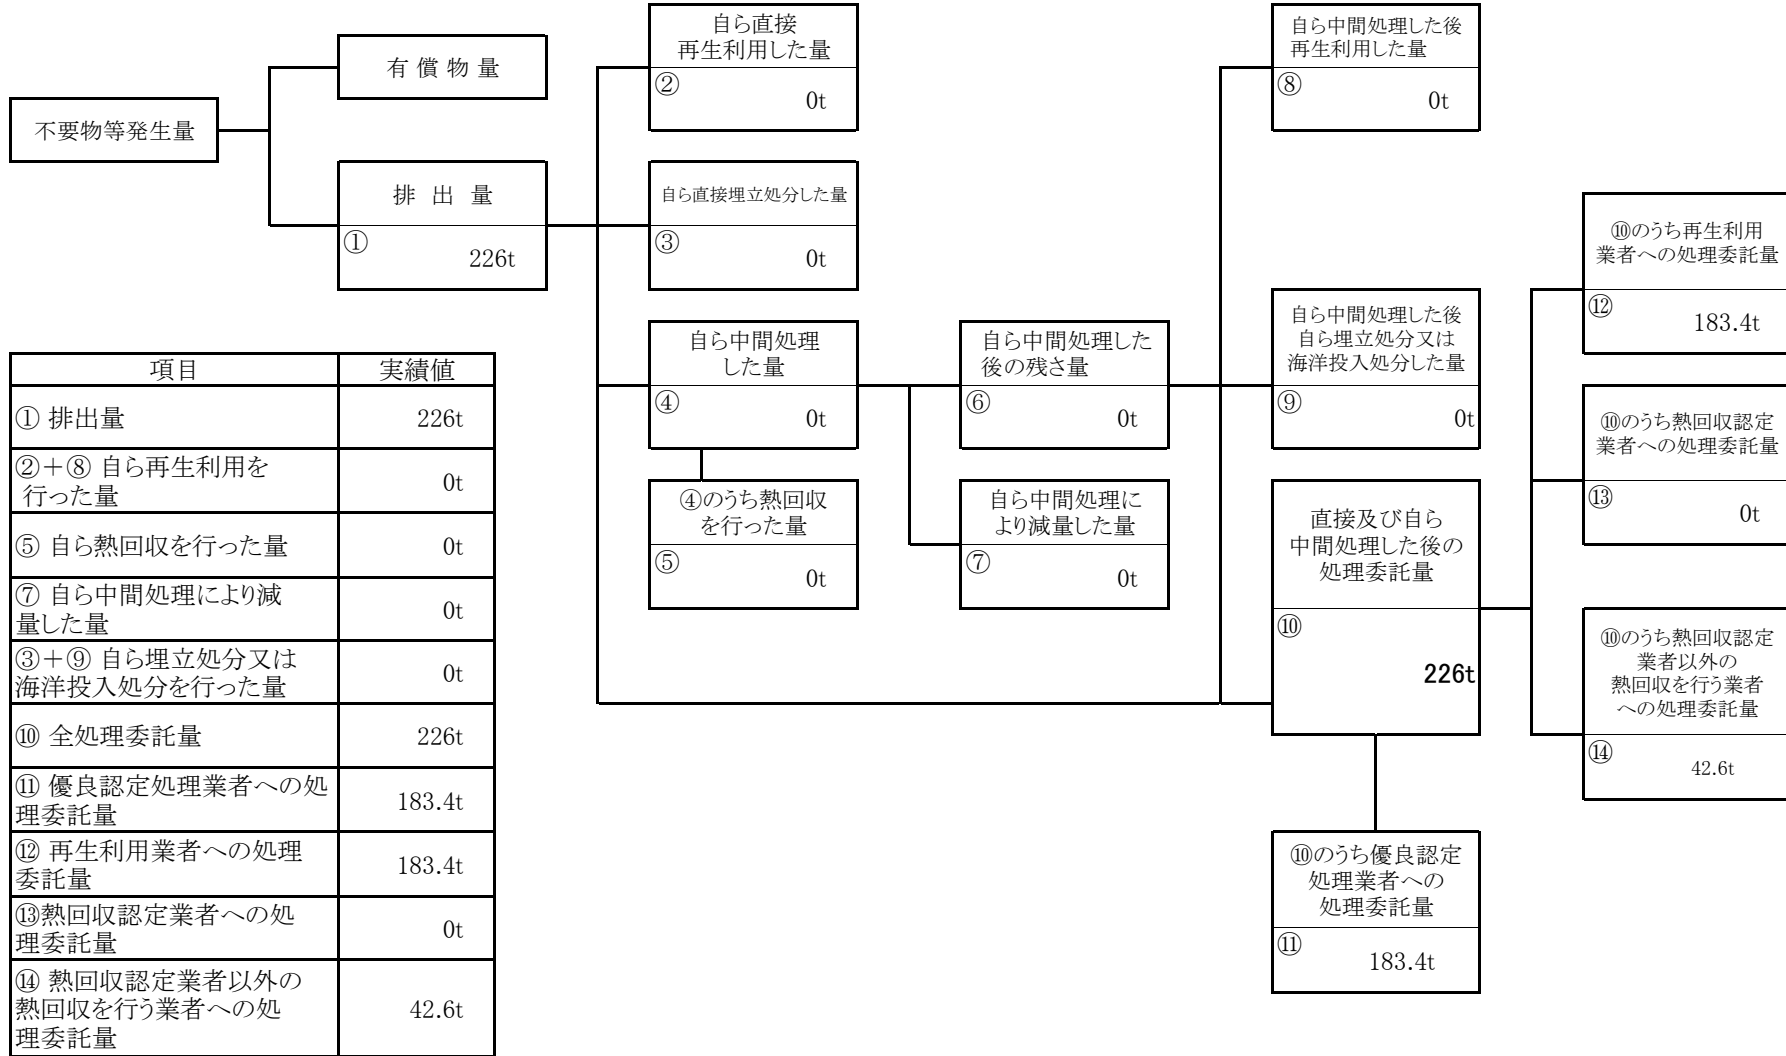 不要物等発生量
有 償 物 量
排 出 量
①
226t
自ら直接
再生利用した量
②
0t
自ら直接埋立処分した量
③
0t
自ら中間処理
した量
④
0t
④のうち熱回収
を行った量
⑤
0t
自ら中間処理した
後の残さ量
⑥
0t
自ら中間処理に
より減量した量
⑦
0t
自ら中間処理した後
再生利用した量
⑧
0t
自ら中間処理した後
自ら埋立処分又は
海洋投入処分した量
⑨
0t
直接及び自ら
中間処理した後の
処理委託量
⑩
226t
⑩のうち優良認定
処理業者への
処理委託量
⑪
183.4t
⑩のうち再生利用
業者への処理委託量
⑫
183.4t
⑩のうち熱回収認定
業者への処理委託量
⑬
0t
⑩のうち熱回収認定
業者以外の
熱回収を行う業者
への処理委託量
⑭
42.6t
項目 実績値
① 排出量 226t
②＋⑧ 自ら再生利用を
行った量 0t
⑤ 自ら熱回収を行った量 0t
⑦ 自ら中間処理により減
量した量 0t
③＋⑨ 自ら埋立処分又は
海洋投入処分を行った量 0t
⑩ 全処理委託量 226t
⑪ 優良認定処理業者への処
理委託量 183.4t
⑫ 再生利用業者への処理
委託量 183.4t
⑬熱回収認定業者への処
理委託量 0t
⑭ 熱回収認定業者以外の
熱回収を行う業者への処
理委託量 42.6t